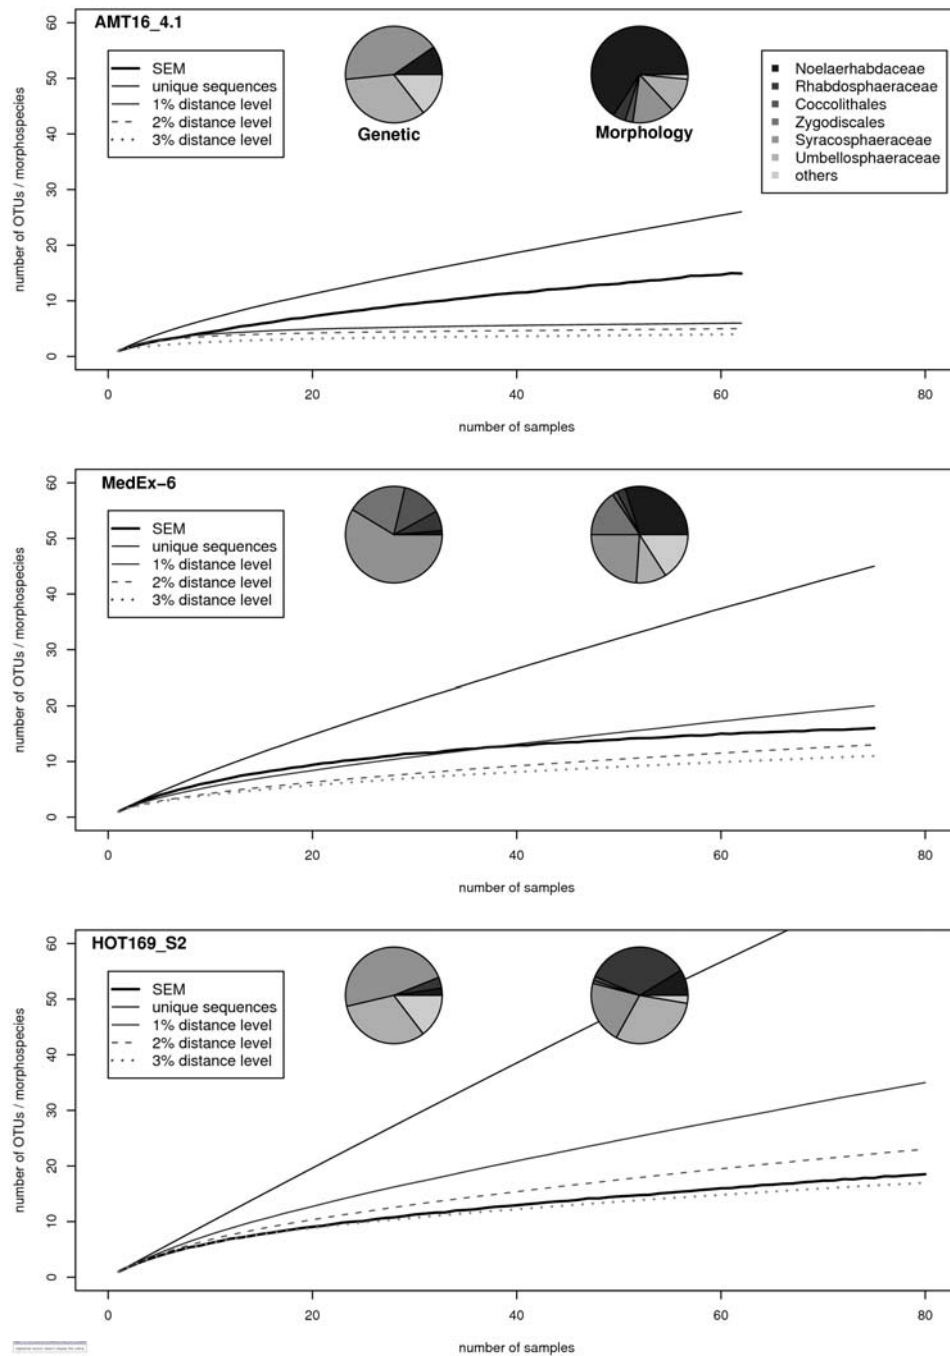 AMT16_4.1
SEM
unique sequences
1% distance level
2% distance level
3% distance level
Genetic
Morphology
Noelaerhabdaceae
Rhabdosphaeraceae
Coccolithales
Zygodiscales
Syracosphaeraceae
Umbellosphaeraceae
others
number of OTUs / morphospecies
0
10
20
30
40
50
60
0 20 40 60 80
number of samples
MedEx–6
SEM
unique sequences
1% distance level
2% distance level
3% distance level
number of OTUs / morphospecies
0
10
20
30
40
50
60
0 20 40 60 80
number of samples
HOT169_S2
SEM
unique sequences
1% distance level
2% distance level
3% distance level
number of OTUs / morphospecies
0
10
20
30
40
50
60
0 20 40 60 80
number of samples